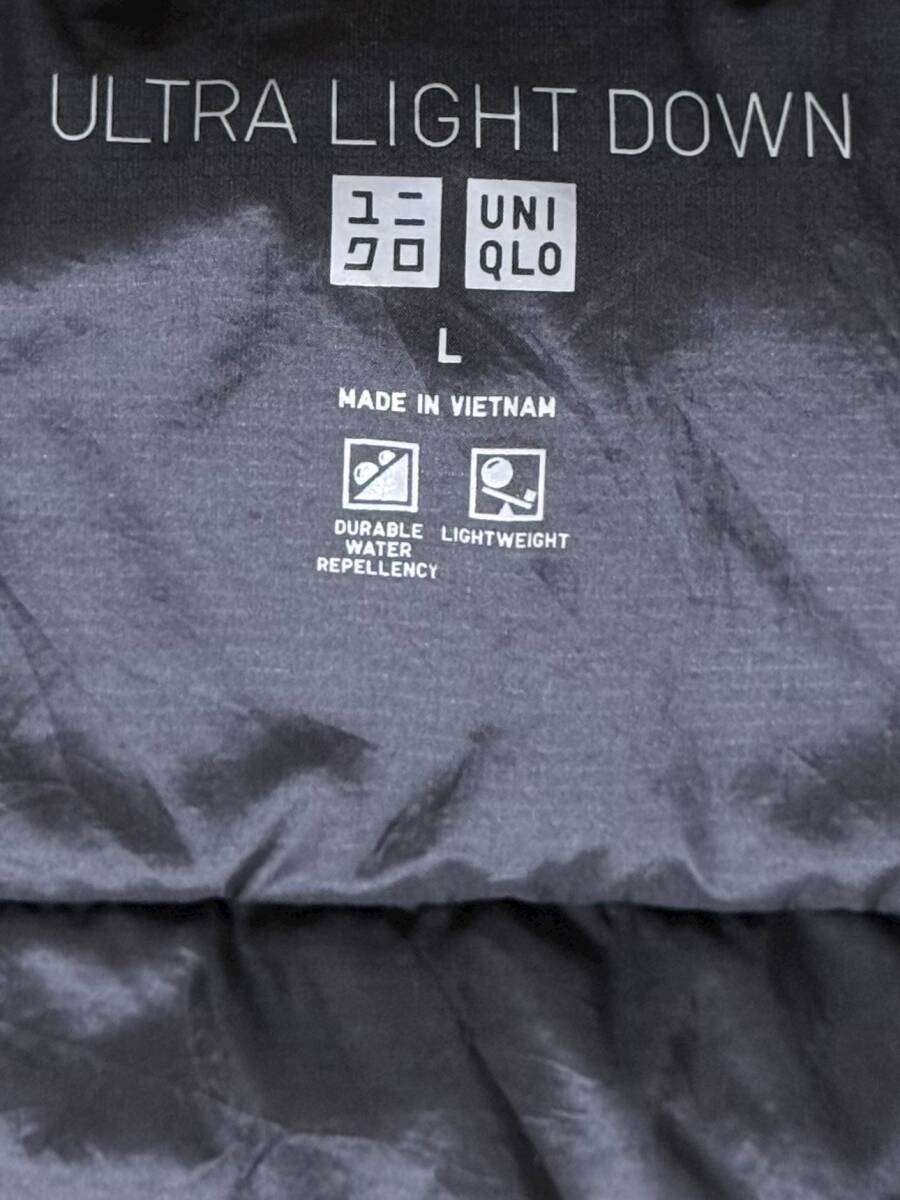 ULTRA LIGHT DOWN
ユニ
クロ
UNI
QLO
L
MADE IN VIETNAM
DURABLE
WATER
REPELLENCY
LIGHTWEIGHT